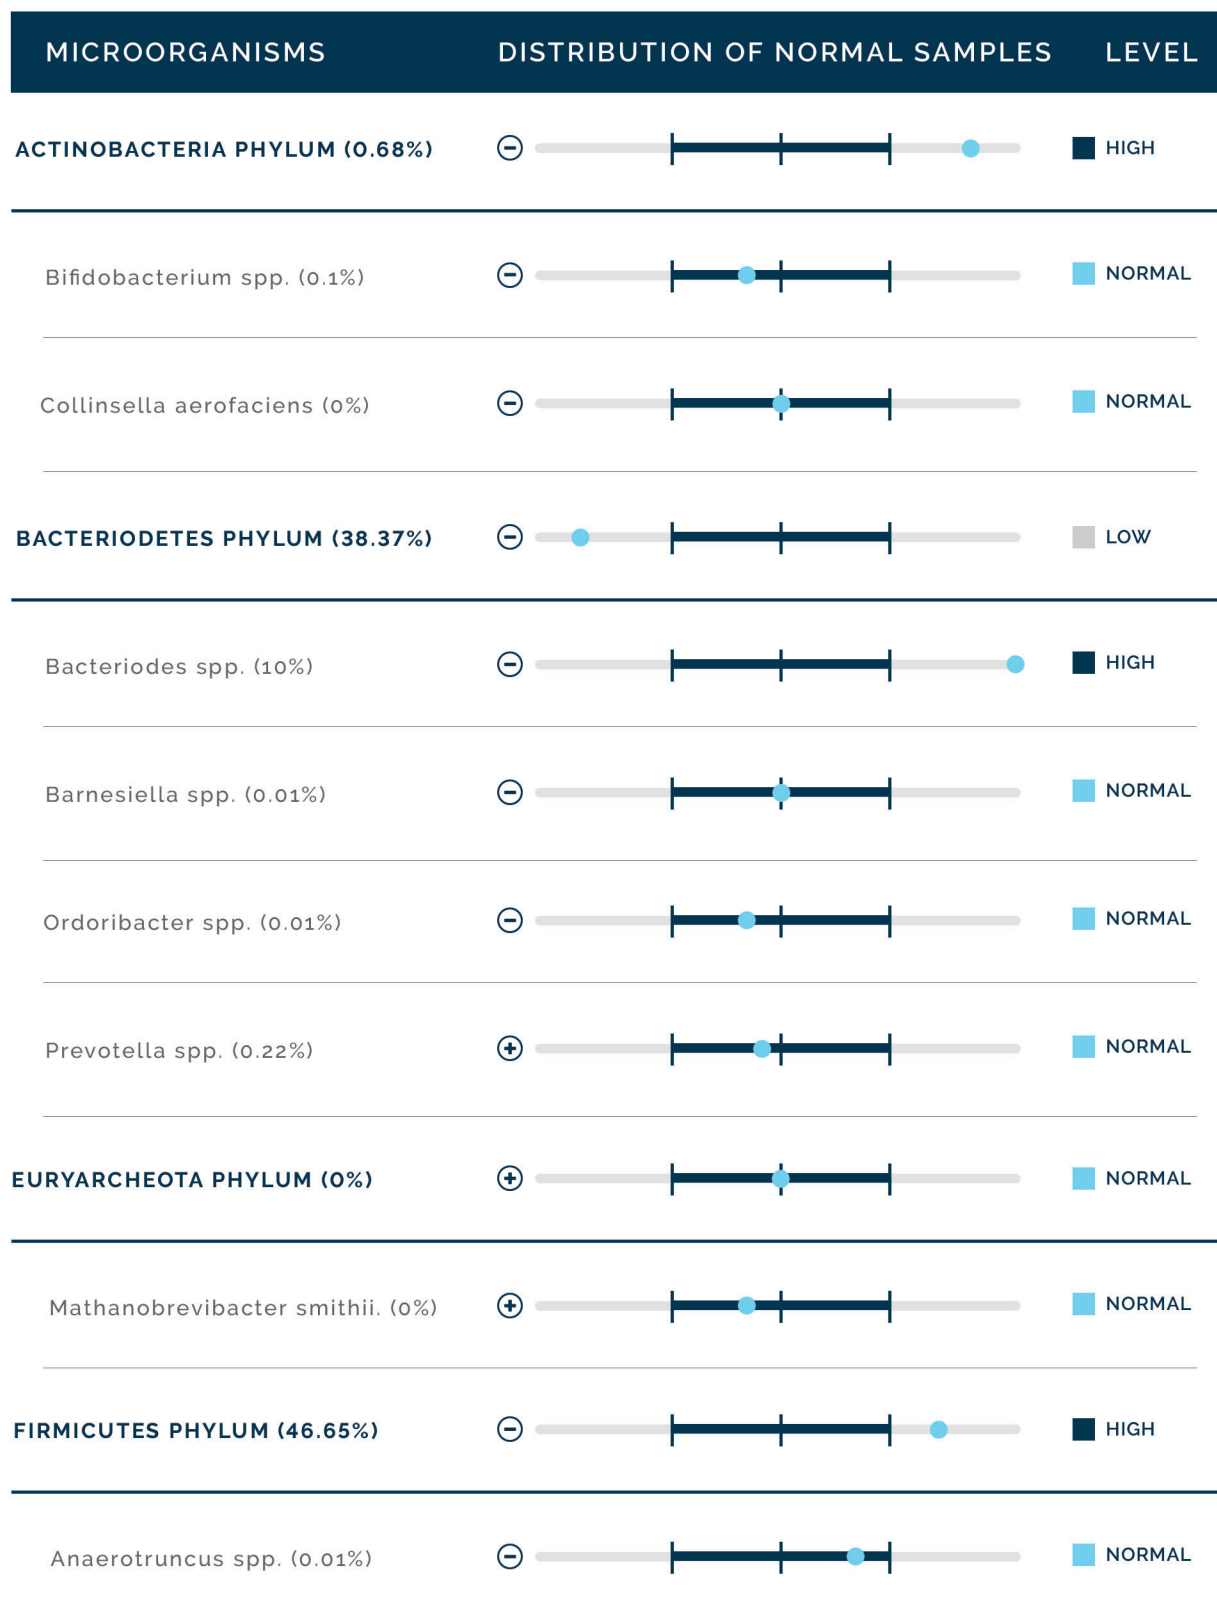 MICROORGANISMS DISTRIBUTION OF NORMAL SAMPLES LEVEL
ACTINOBACTERIA PHYLUM (0.68%) HIGH
Bifidobacterium spp. (0.1%) NORMAL
Collinsella aerofaciens (0%) NORMAL
BACTERIODETES PHYLUM (38.37%) LOW
Bacteriodes spp. (10%) HIGH
Barnesiella spp. (0.01%) NORMAL
Ordoribacter spp. (0.01%) NORMAL
Prevotella spp. (0.22%) NORMAL
EURYARCHEOTA PHYLUM (0%) NORMAL
Mathanobrevibacter smithii. (0%) NORMAL
FIRMICUTES PHYLUM (46.65%) HIGH
Anaerotruncus spp. (0.01%) NORMAL